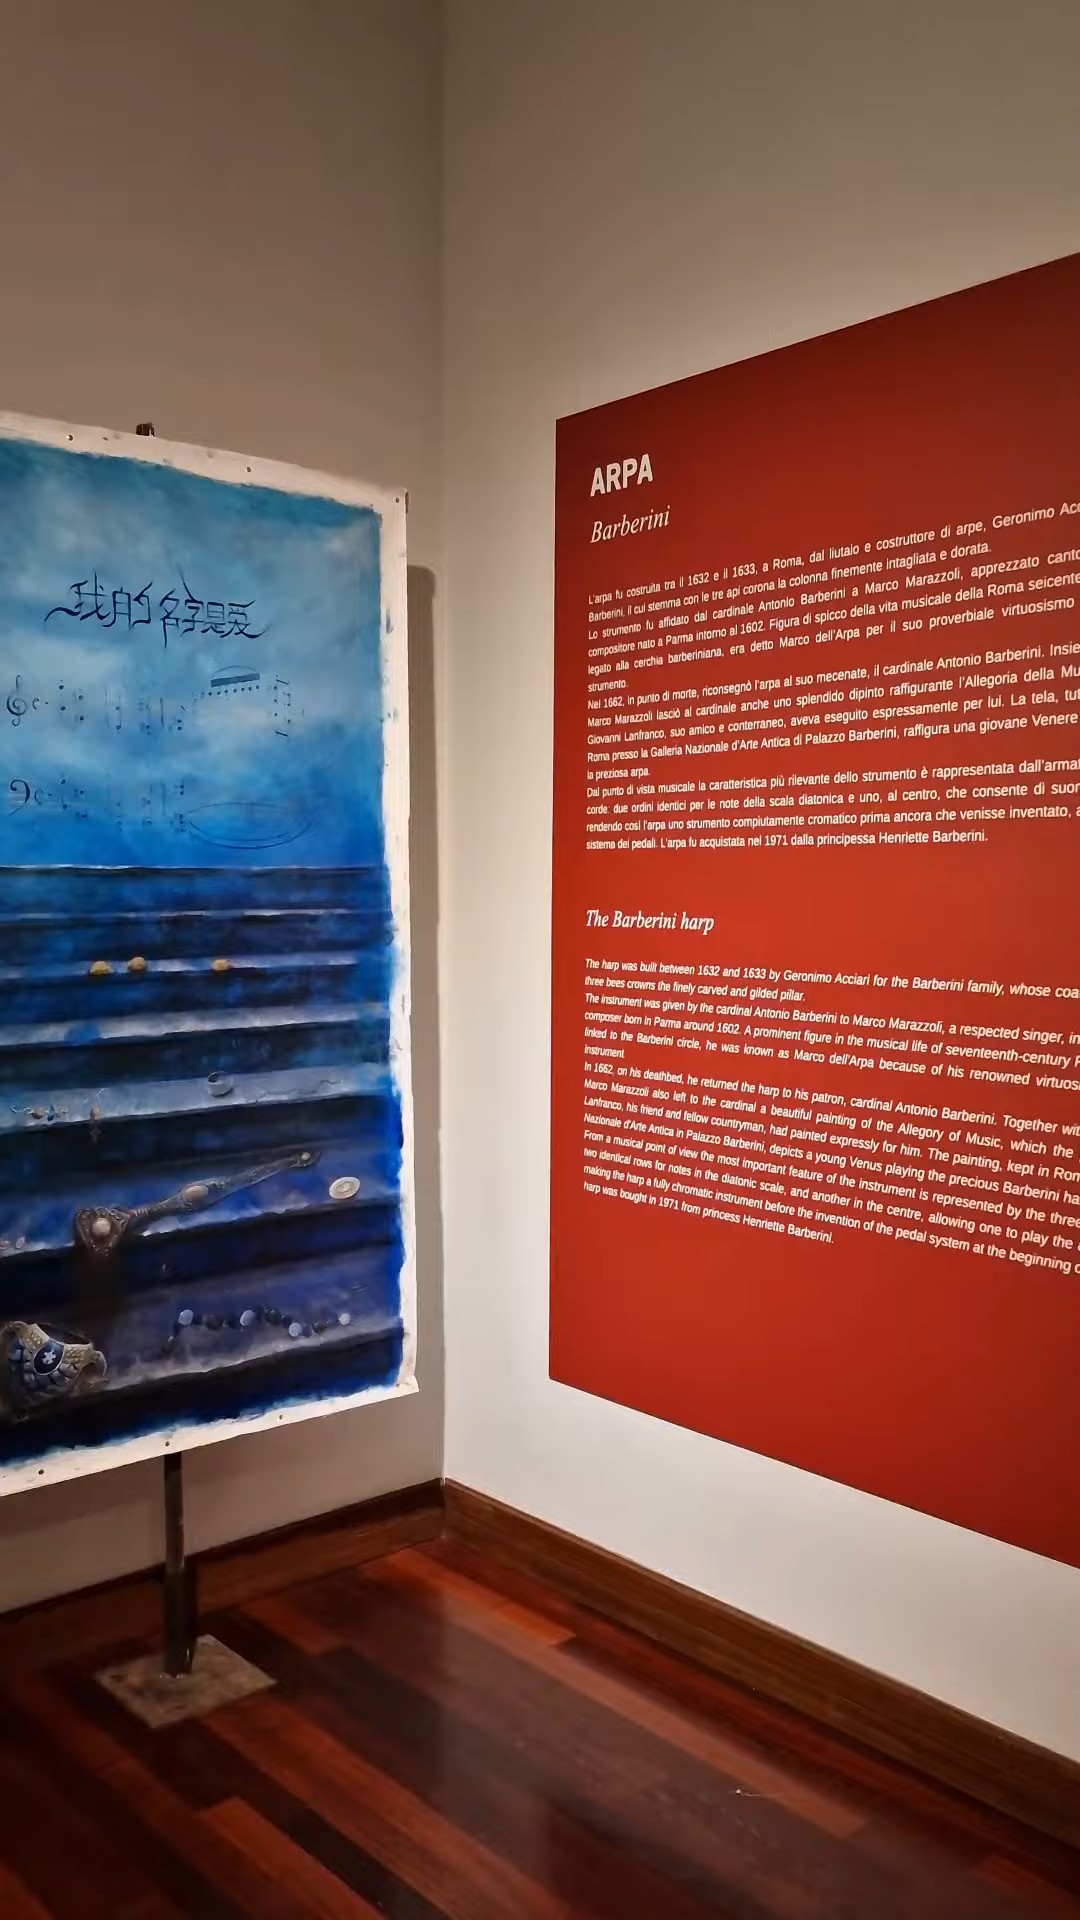 我的名字是爱
ARPA
Barberini
L'arpa fu costruita tra il 1632 e il 1633, a Roma, dal liutaio e costruttore di arpe, Geronimo
Barberini, il cui stemma con le tre api corona la colonna finemente intagliata e dorata.
Lo strumento fu affidato dal cardinale Antonio Barberini a Marco Marazzoli, apprezzato
compositore nato a Parma intorno al 1602. Figura di spicco della vita musicale della Roma
legato alla cerchia barberiniana, era detto Marco dell'Arpa per il suo proverbiale virtuosismo
strumento.
Nel 1662, in punto di morte, riconsegnò l'arpa al suo mecenate, il cardinale Antonio Barberini.
Marco Marazzoli lasciò al cardinale anche uno splendido dipinto raffigurante l'Allegoria della
Giovanni Lanfranco, suo amico e conterraneo, aveva eseguito espressamente per lui. La tela,
Roma presso la Galleria Nazionale d'Arte Antica di Palazzo Barberini, raffigura una giovane Venere
la preziosa arpa.
Dal punto di vista musicale la caratteristica più rilevante dello strumento è rappresentata
corde: due ordini identici per le note della scala diatonica e uno, al centro, che consente di
rendendo così l'arpa uno strumento compiutamente cromatico prima ancora che venisse inventato,
sistema dei pedali. L'arpa fu acquistata nel 1971 dalla principessa Henriette Barberini.
The Barberini harp
The harp was built between 1632 and 1633 by Geronimo Acciari for the Barberini family, whose
three bees crowns the finely carved and gilded pillar.
The instrument was given by the cardinal Antonio Barberini to Marco Marazzoli, a respected singer,
composer born in Parma around 1602. A prominent figure in the musical life of seventeenth-century
linked to the Barberini circle, he was known as Marco dell'Arpa because of his renowned
instrument.
In 1662, on his deathbed, he returned the harp to his patron, cardinal Antonio Barberini. Together
Marco Marazzoli also left to the cardinal a beautiful painting of the Allegory of Music, which the
Lanfranco, his friend and fellow countryman, had painted expressly for him. The painting, kept in
Nazionale d'Arte Antica in Palazzo Barberini, depicts a young Venus playing the precious Barberini
From a musical point of view the most important feature of the instrument is represented by the three
two identical rows for notes in the diatonic scale, and another in the centre, allowing one to play the
making the harp a fully chromatic instrument before the invention of the pedal system at the beginning
harp was bought in 1971 from princess Henriette Barberini.